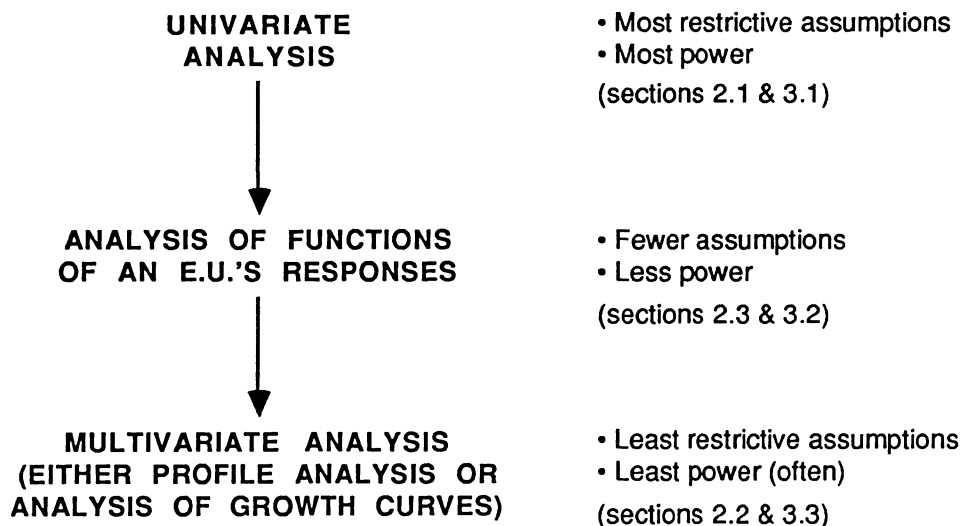 UNIVARIATE
ANALYSIS
• Most restrictive assumptions
• Most power
(sections 2.1 & 3.1)
ANALYSIS OF FUNCTIONS
OF AN E.U.'S RESPONSES
• Fewer assumptions
• Less power
(sections 2.3 & 3.2)
MULTIVARIATE ANALYSIS
(EITHER PROFILE ANALYSIS OR
ANALYSIS OF GROWTH CURVES)
• Least restrictive assumptions
• Least power (often)
(sections 2.2 & 3.3)